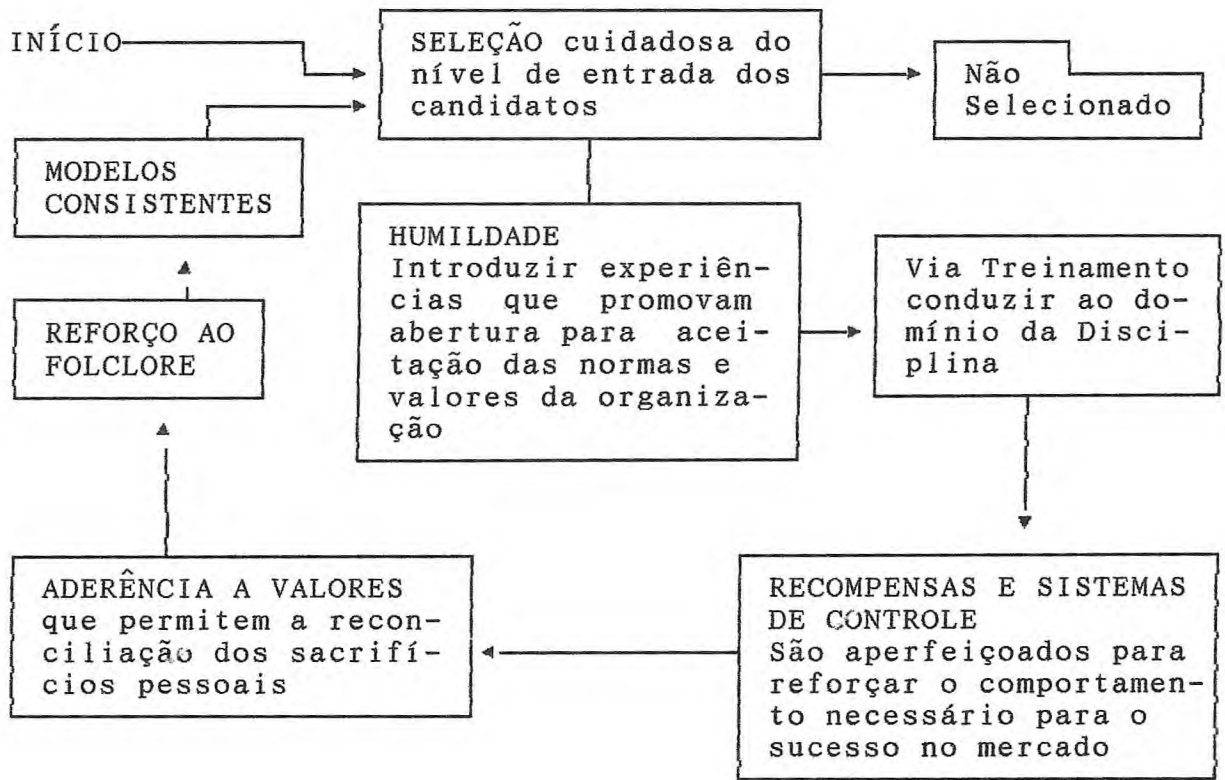 INÍCIO
SELEÇÃO cuidadosa do
nível de entrada dos
candidatos
Não
Selecionado
MODELOS
CONSISTENTES
HUMILDADE
Introduzir experiên-
cias que promovam
abertura para acei-
tação das normas e
valores da organiza-
ção
Via Treinamento
conduzir ao do-
mínio da Disci-
plina
REFORÇO AO
FOLCLORE
ADERÊNCIA A VALORES
que permitem a recon-
ciliação dos sacrifí-
cios pessoais
RECOMPENSAS E SISTEMAS
DE CONTROLE
São aperfeiçoados para
reforçar o comportamen-
to necessário para o
sucesso no mercado